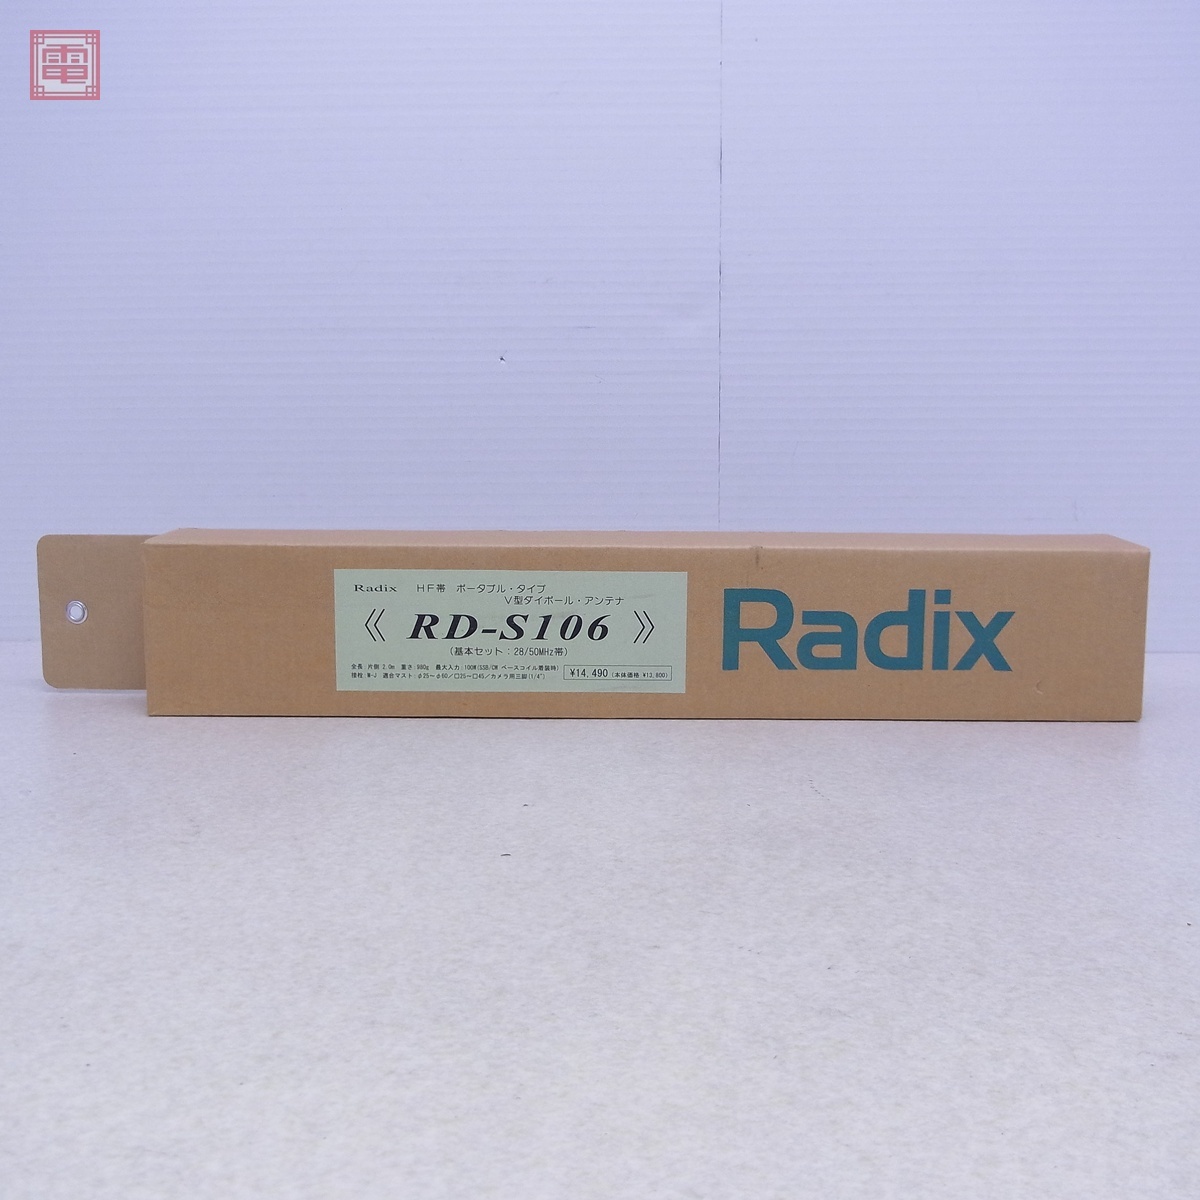 電
Radix HF帯 ポータブル・タイプ
V型ダイポール・アンテナ
《 RD-S106 》
(基本セット:28/50MHz帯)
全長:片側 2.0m 重さ:880g 最大入力:100W(SSB/CW ベースコイル着装時)
接栓:M-J 適合マスト:φ25~φ60/□25~□45/カメラ用三脚(1/4")
¥14,490 (本体価格 ¥13,800)
Radix